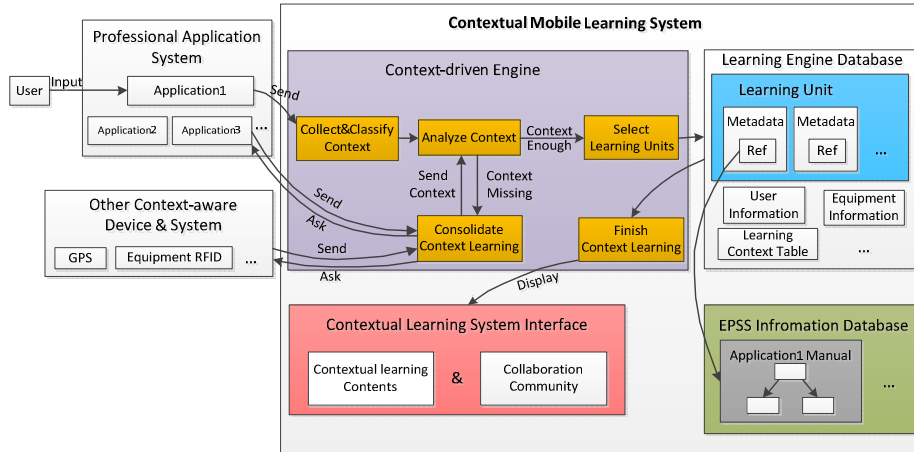 Contextual Mobile Learning System
Professional Application
System
User
Input
Application1
Application2
Application3
...
Send
Context-driven Engine
Collect&Classify
Context
Analyze Context
Context
Enough
Select
Learning Units
Send
Context
Context
Missing
Consolidate
Context Learning
Finish
Context Learning
Send
Ask
Other Context-aware
Device & System
GPS
Equipment RFID
...
Send
Ask
Display
Learning Engine Database
Learning Unit
Metadata
Ref
Metadata
Ref
...
User
Information
Equipment
Information
Learning
Context Table
...
Contextual Learning System Interface
Contextual learning
Contents
&
Collaboration
Community
EPSS Infromation Database
Application1 Manual
...